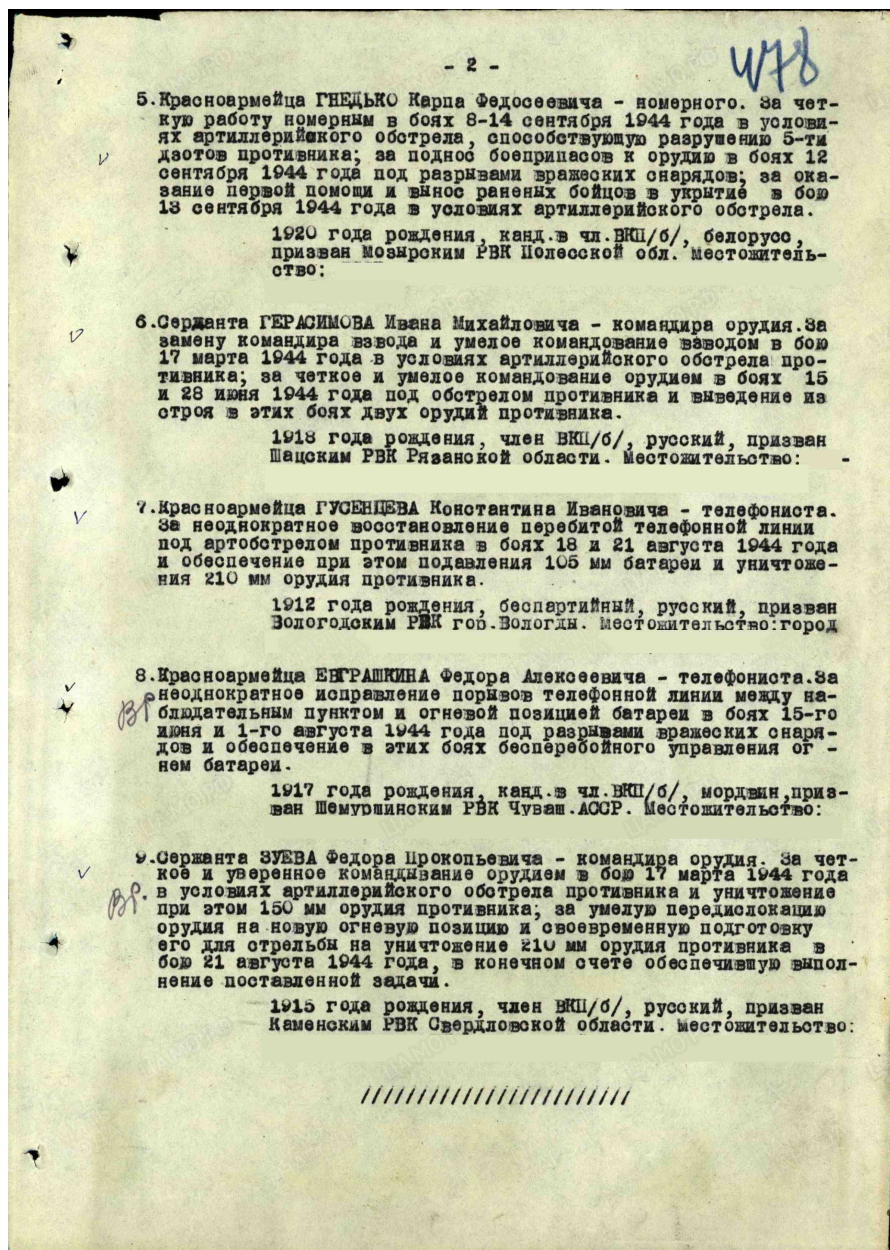 - 2 -
478
5.Красноармейца ГНЕДЬКО Карпа Федосеевича - номерного. За чет-
кую работу номерным в боях 8-14 сентября 1944 года в услови-
ях артиллерийского обстрела, способствующую разрушению 5-ти
дзотов противника; за поднос боеприпасов к орудию в боях 12
сентября 1944 года под разрывами вражеских снарядов; за ока-
зание первой помощи и вынос раненых бойцов в укрытие в бою
13 сентября 1944 года в условиях артиллерийского обстрела.
1920 года рождения, канд.в чл.ВКП/б/, белорусс,
призван Мозырским РВК Полесской обл. Местожитель-
ство:
6.Сержанта ГЕРАСИМОВА Ивана Михайловича - командира орудия.За
замену командира взвода и умелое командование взводом в бою
17 марта 1944 года в условиях артиллерийского обстрела про-
тивника; за четкое и умелое командование орудием в боях 15
и 28 июня 1944 года под обстрелом противника и выведение из
строя в этих боях двух орудий противника.
1918 года рождения, член ВКП/б/, русский, призван
Шацским РВК Рязанской области. Местожительство: -
7.Красноармейца ГУСЕНЦЕВА Константина Ивановича - телефониста.
За неоднократное восстановление перебитой телефонной линии
под артобстрелом противника в боях 18 и 21 августа 1944 года
и обеспечение при этом подавления 105 мм батареи и уничтоже-
ния 210 мм орудия противника.
1912 года рождения, беспартийный, русский, призван
Вологодским РВК гор.Вологды. Местожительство:город
8.Красноармейца ЕВГРАШКИНА Федора Алексеевича - телефониста.За
неоднократное исправление порывов телефонной линии между на-
блюдательным пунктом и огневой позицией батареи в боях 15-го
июня и 1-го августа 1944 года под разрывами вражеских снаря-
дов и обеспечение в этих боях бесперебойного управления ог -
нем батареи.
1917 года рождения, канд.в чл.ВКП/б/, мордвин,приз-
ван Шемуршинским РВК Чуваш.АССР. Местожительство:
9.Сержанта ЗУЕВА Федора Прокопьевича - командира орудия. За чет-
кое и уверенное командывание орудием в бою 17 марта 1944 года
в условиях артиллерийского обстрела противника и уничтожение
при этом 150 мм орудия противника; за умелую передислокацию
орудия на новую огневую позицию и своевременную подготовку
его для стрельбы на уничтожение 210 мм орудия противника в
бою 21 августа 1944 года, в конечном счете обеспечившую выпол-
нение поставленной задачи.
1915 года рождения, член ВКП/б/, русский, призван
Каменским РВК Свердловской области. Местожительство:
////////////////////////